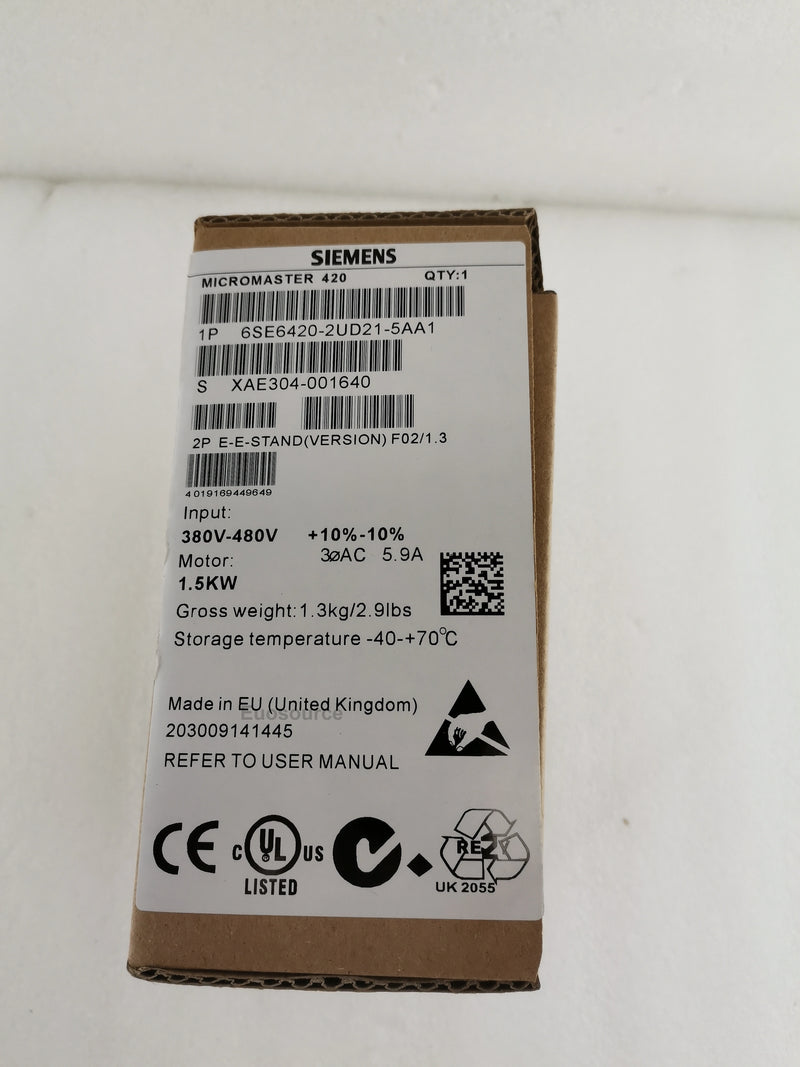 SIEMENS
MICROMASTER 420 QTY:1
1P 6SE6420-2UD21-5AA1
S XAE304-001640
2P E-E-STAND(VERSION) F02/1.3
4019169449649
Input:
380V-480V +10%-10%
Motor: 3øAC 5.9A
1.5KW
Gross weight:1.3kg/2.9lbs
Storage temperature -40-+70℃
Made in EU (United Kingdom)
Euosource
203009141445
REFER TO USER MANUAL
CE C UL US
LISTED
RE
UK 2055